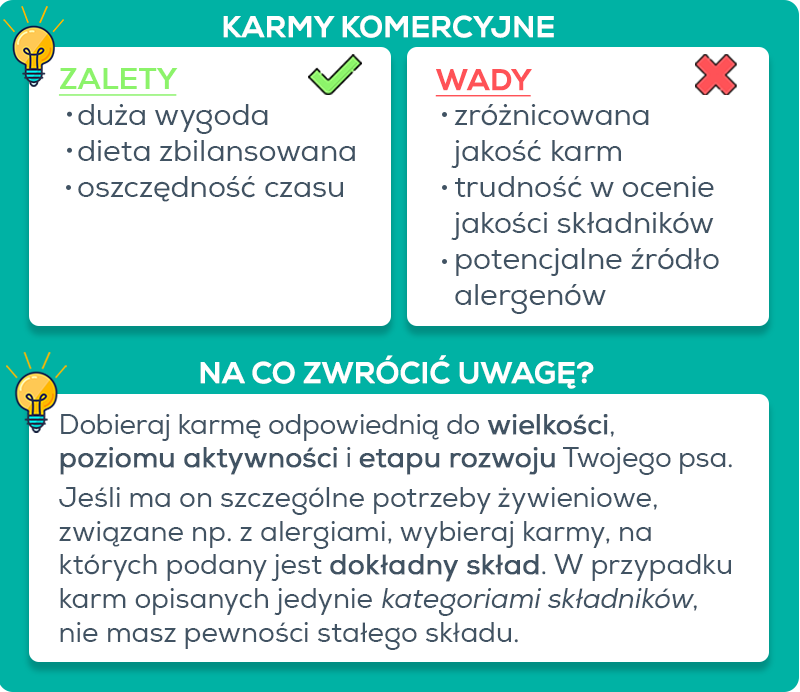 KARMY KOMERCYJNE
ZALETY
• duża wygoda
• dieta zbilansowana
• oszczędność czasu
WADY
• zróżnicowana
jakość karm
• trudność w ocenie
jakości składników
• potencjalne źródło
alergenów
NA CO ZWRÓCIĆ UWAGĘ?
Dobieraj karmę odpowiednią do wielkości,
poziomu aktywności i etapu rozwoju Twojego psa.
Jeśli ma on szczególne potrzeby żywieniowe,
związane np. z alergiami, wybieraj karmy, na
których podany jest dokładny skład. W przypadku
karm opisanych jedynie kategoriami składników,
nie masz pewności stałego składu.